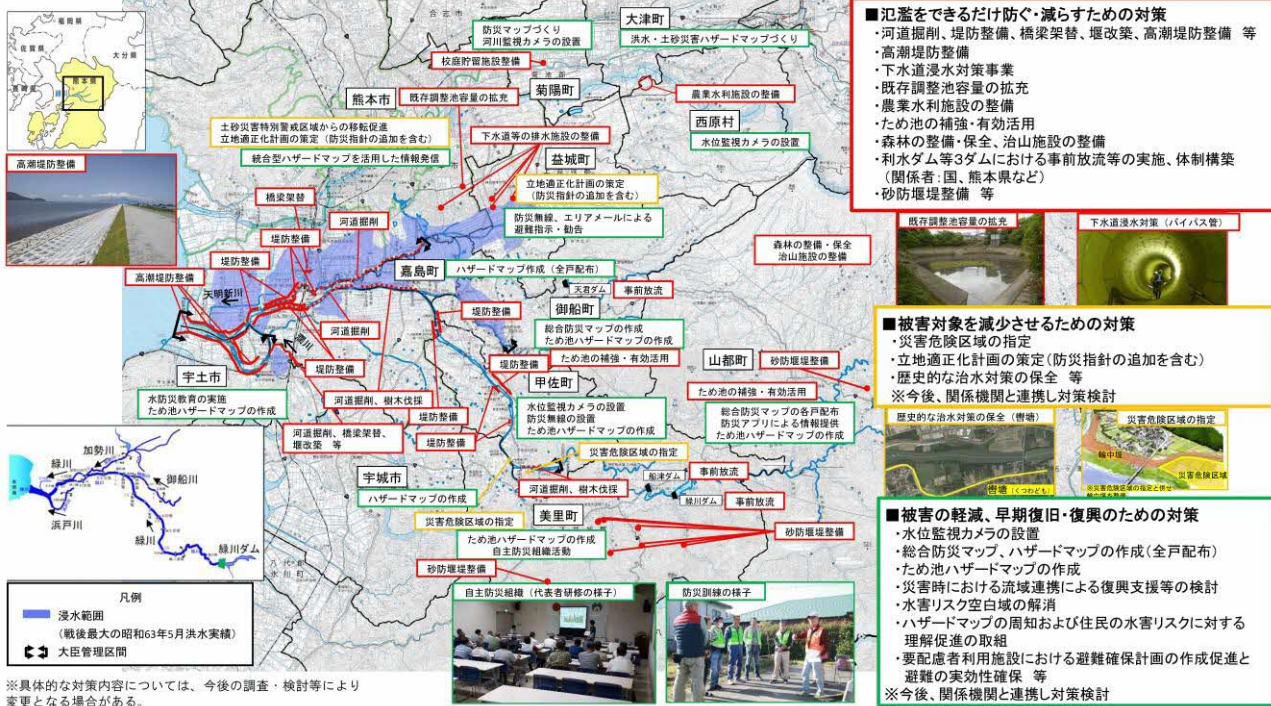 福岡県
佐賀県
大分県
熊本県
宮崎県
高潮堤防整備
熊本市
土砂災害特別警戒区域からの移転促進
立地適正化計画の策定（防災指針の追加を含む）
統合型ハザードマップを活用した情報発信
防災マップづくり
河川監視カメラの設置
校庭貯留施設整備
既存調整池容量の拡充
菊陽町
大津町
洪水・土砂災害ハザードマップづくり
農業水利施設の整備
西原村
水位監視カメラの設置
下水道等の排水施設の整備
益城町
立地適正化計画の策定
（防災指針の追加を含む）
防災無線、エリアメールによる
避難指示・勧告
森林の整備・保全
治山施設の整備
橋梁架替
河道掘削
堤防整備
堤防整備
高潮堤防整備
天明新川
嘉島町
ハザードマップ作成（全戸配布）
天君ダム
事前放流
御船町
総合防災マップの作成
ため池ハザードマップの作成
ため池の補強・有効活用
堤防整備
河道掘削
河道掘削
堤防整備
堤防整備
宇土市
水防災教育の実施
ため池ハザードマップの作成
河道掘削、樹木伐採
河道掘削、橋梁架替、
堰改築　等
堤防整備
堤防整備
甲佐町
水位監視カメラの設置
防災無線の設置
ため池ハザードマップの作成
山都町
砂防堰堤整備
ため池の補強・有効活用
総合防災マップの各戸配布
防災アプリによる情報提供
ため池ハザードマップの作成
宇城市
ハザードマップの作成
災害危険区域の指定
河道掘削、樹木伐採
船津ダム
事前放流
緑川ダム
事前放流
災害危険区域の指定
美里町
ため池ハザードマップの作成
自主防災組織活動
砂防堰堤整備
砂防堰堤整備
自主防災組織（代表者研修の様子）
防災訓練の様子
加勢川
緑川
御船川
浜戸川
緑川
緑川ダム
凡例
浸水範囲
（戦後最大の昭和63年5月洪水実績）
大臣管理区間
※具体的な対策内容については、今後の調査・検討等により
変更となる場合がある。
■氾濫をできるだけ防ぐ・減らすための対策
・河道掘削、堤防整備、橋梁架替、堰改築、高潮堤防整備　等
・高潮堤防整備
・下水道浸水対策事業
・既存調整池容量の拡充
・農業水利施設の整備
・ため池の補強・有効活用
・森林の整備・保全、治山施設の整備
・利水ダム等3ダムにおける事前放流等の実施、体制構築
（関係者：国、熊本県など）
・砂防堰堤整備　等
既存調整池容量の拡充
下水道浸水対策（バイパス管）
■被害対象を減少させるための対策
・災害危険区域の指定
・立地適正化計画の策定（防災指針の追加を含む）
・歴史的な治水対策の保全　等
※今後、関係機関と連携し対策検討
歴史的な治水対策の保全（轡塘）
轡塘（くつわども）
災害危険区域の指定
輪中堤
災害危険区域
■被害の軽減、早期復旧・復興のための対策
・水位監視カメラの設置
・総合防災マップ、ハザードマップの作成（全戸配布）
・ため池ハザードマップの作成
・災害時における流域連携による復興支援等の検討
・水害リスク空白域の解消
・ハザードマップの周知および住民の水害リスクに対する
理解促進の取組
・要配慮者利用施設における避難確保計画の作成促進と
避難の実効性確保　等
※今後、関係機関と連携し対策検討